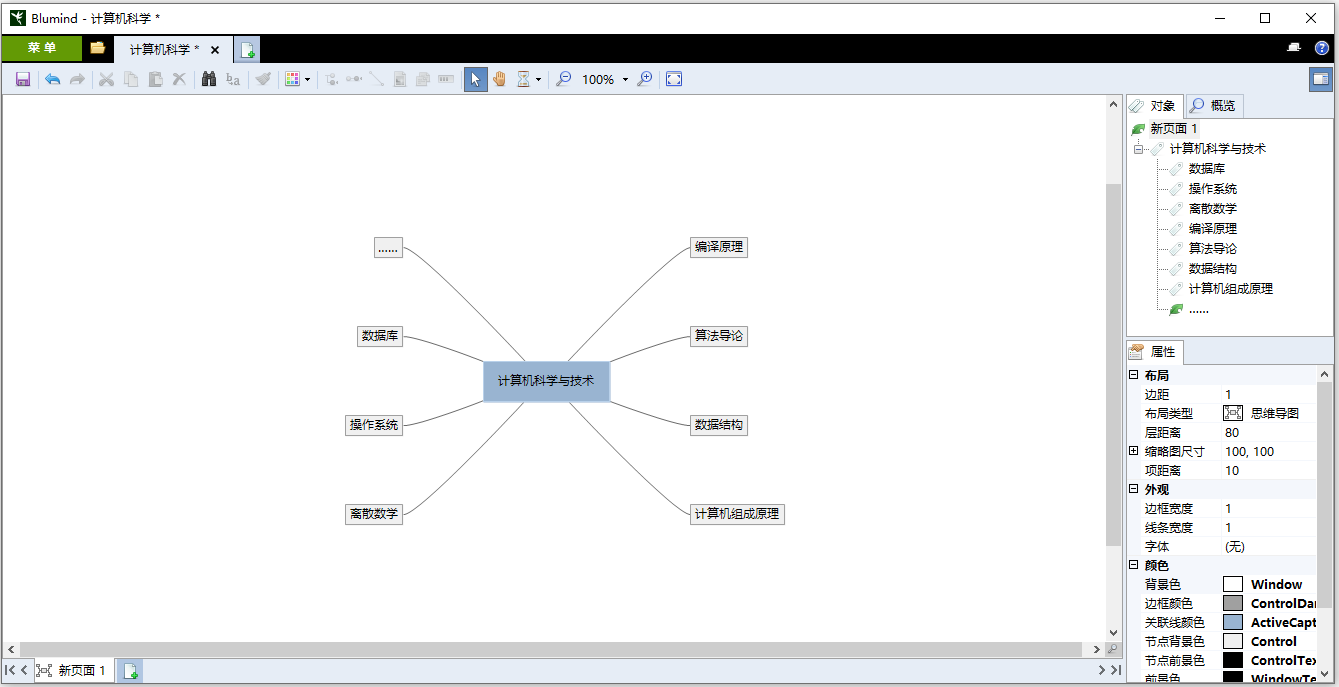 Blumind - 计算机科学 *
菜 单
计算机科学 *
100%
......
数据库
操作系统
离散数学
计算机科学与技术
编译原理
算法导论
数据结构
计算机组成原理
对象
概览
新页面 1
计算机科学与技术
数据库
操作系统
离散数学
编译原理
算法导论
数据结构
计算机组成原理
......
属性
布局
边距 1
布局类型 思维导图
层距离 80
缩略图尺寸 100, 100
项距离 10
外观
边框宽度 1
线条宽度 1
字体 (无)
颜色
背景色 Window
边框颜色 ControlDar
关联线颜色 ActiveCapt
节点背景色 Control
节点前景色 ControlTex
前景色 WindowTe
新页面 1